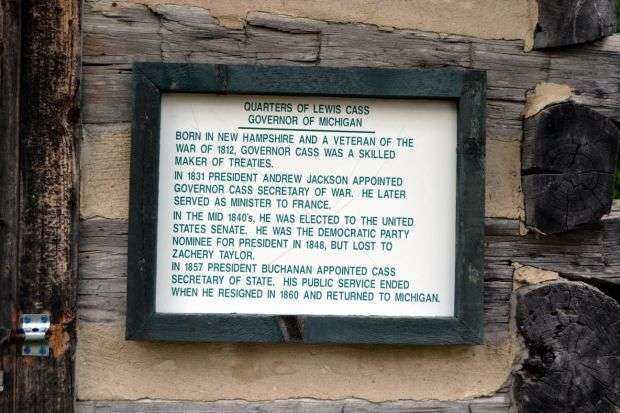 QUARTERS OF LEWIS CASS
GOVERNOR OF MICHIGAN
BORN IN NEW HAMPSHIRE AND A VETERAN OF THE
WAR OF 1812, GOVERNOR CASS WAS A SKILLED
MAKER OF TREATIES.
IN 1831 PRESIDENT ANDREW JACKSON APPOINTED
GOVERNOR CASS SECRETARY OF WAR. HE LATER
SERVED AS MINISTER TO FRANCE.
IN THE MID 1840's, HE WAS ELECTED TO THE UNITED
STATES SENATE. HE WAS THE DEMOCRATIC PARTY
NOMINEE FOR PRESIDENT IN 1848, BUT LOST TO
ZACHERY TAYLOR.
IN 1857 PRESIDENT BUCHANAN APPOINTED CASS
SECRETARY OF STATE. HIS PUBLIC SERVICE ENDED
WHEN HE RESIGNED IN 1860 AND RETURNED TO MICHIGAN.